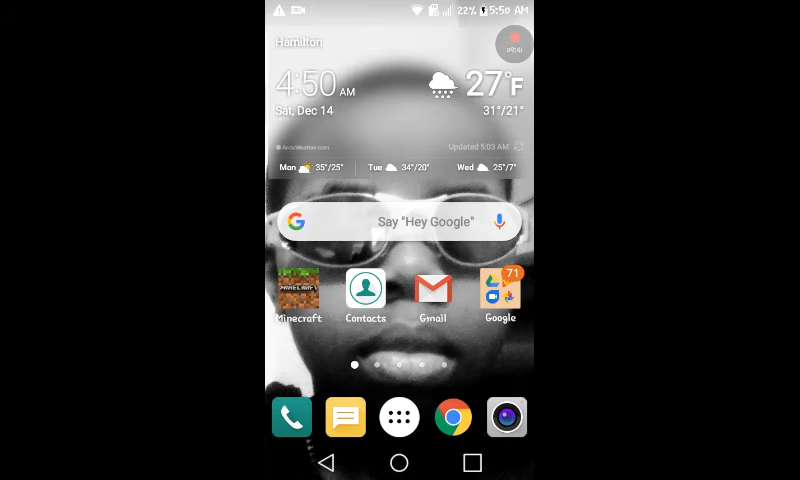 22% 5:50 AM
Hamilton
4:50 AM
27°F
Sat, Dec 14
31°/21°
AccuWeather.com
Updated 5:03 AM
Mon 35°/25° Tue 34°/20° Wed 25°/7°
G Say "Hey Google"
71
MINECRAFT
Minecraft Contacts Gmail Google